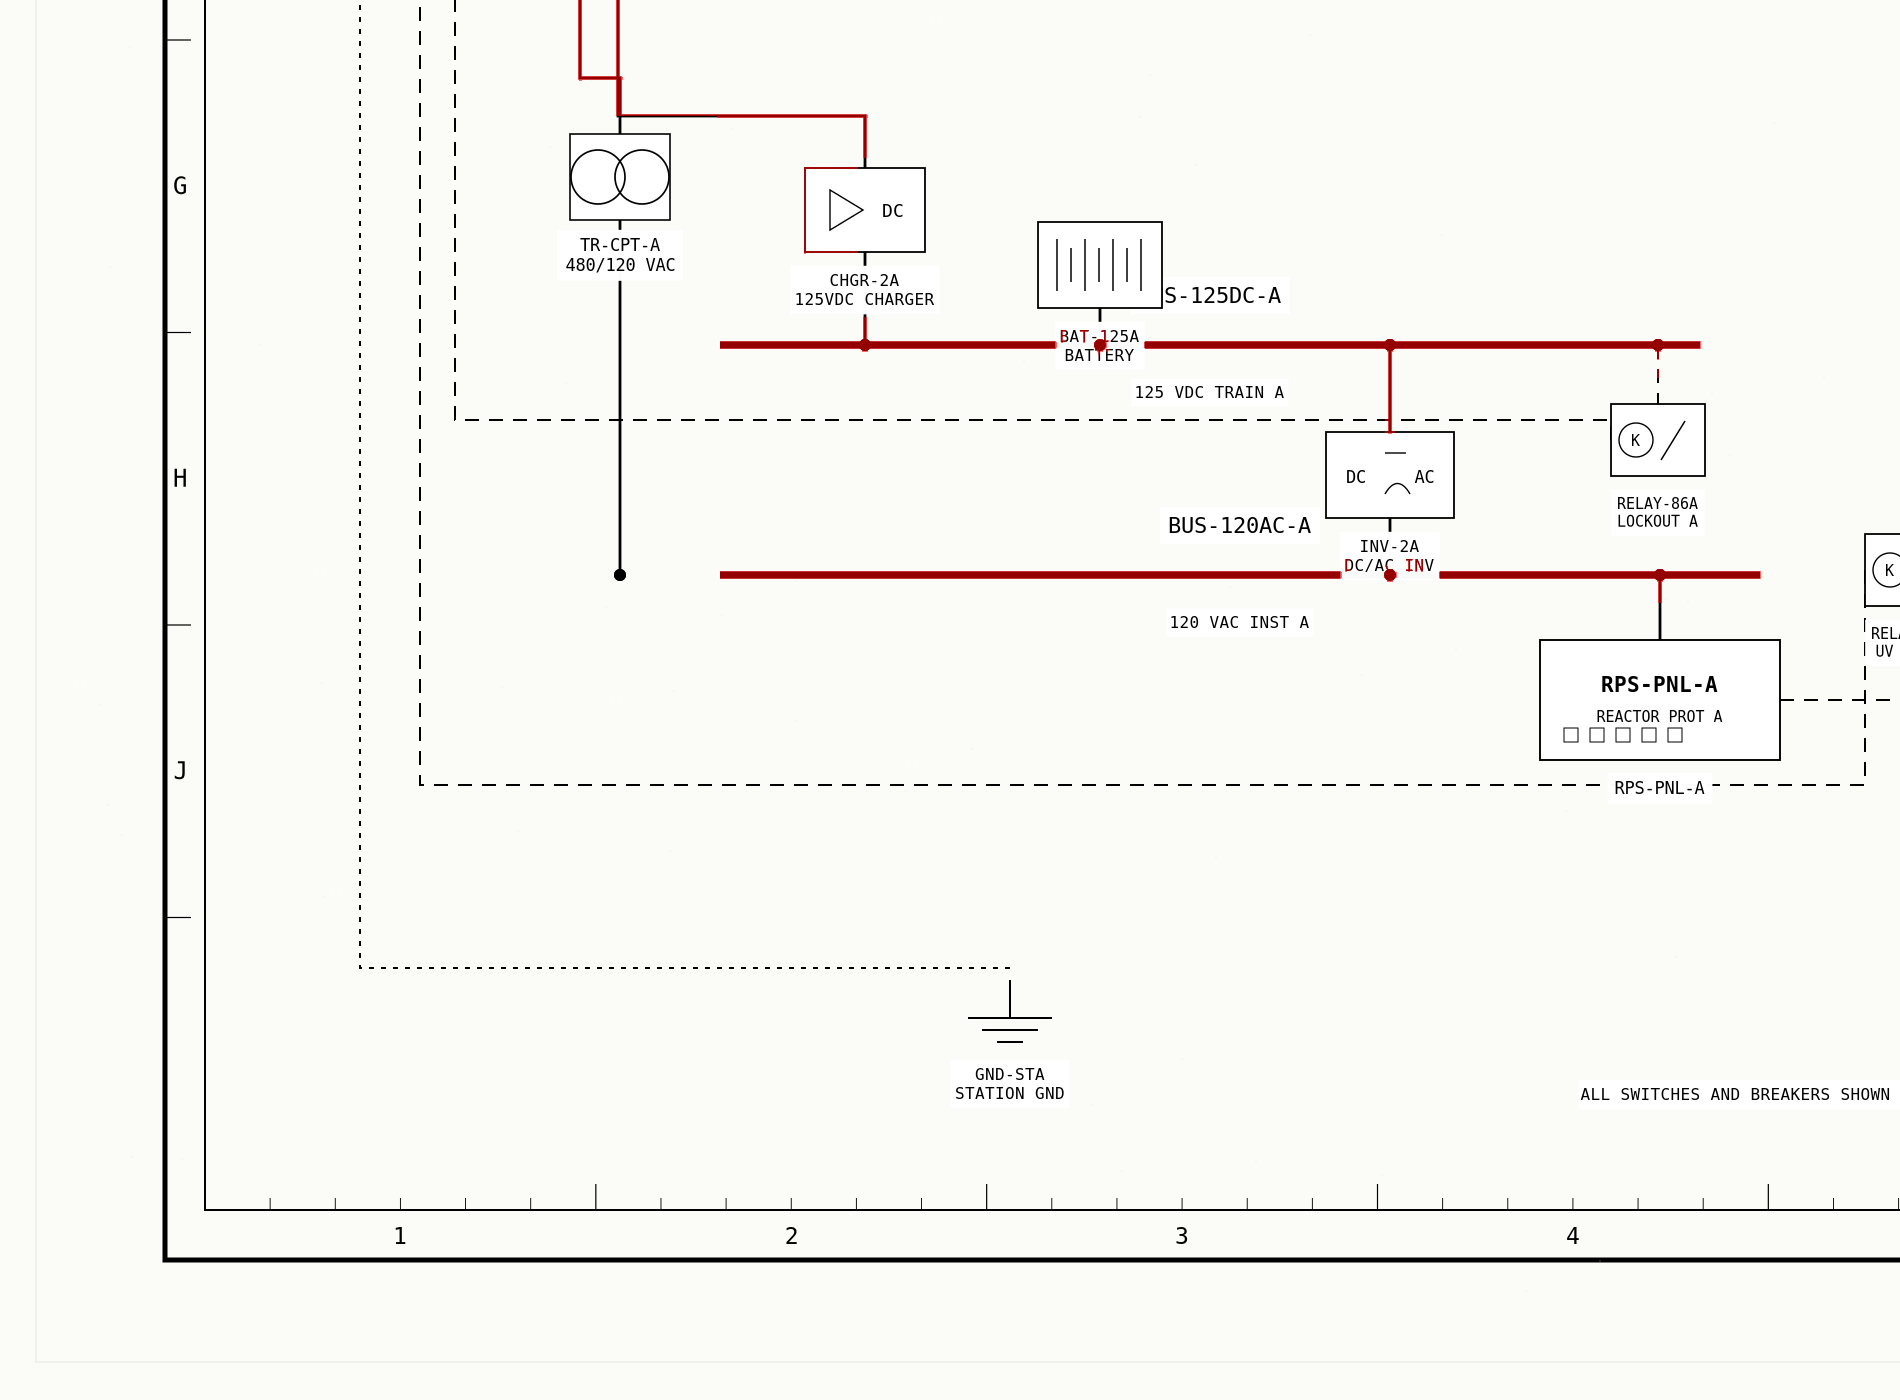 G
DC
TR-CPT-A
480/120 VAC
CHGR-2A
125VDC CHARGER
S-125DC-A
BAT-125A
BATTERY
125 VDC TRAIN A
K
H
DC
AC
RELAY-86A
LOCKOUT A
BUS-120AC-A
INV-2A
DC/AC INV
K
120 VAC INST A
RELA
UV
RPS-PNL-A
REACTOR PROT A
J
RPS-PNL-A
GND-STA
STATION GND
ALL SWITCHES AND BREAKERS SHOWN
1 2 3 4